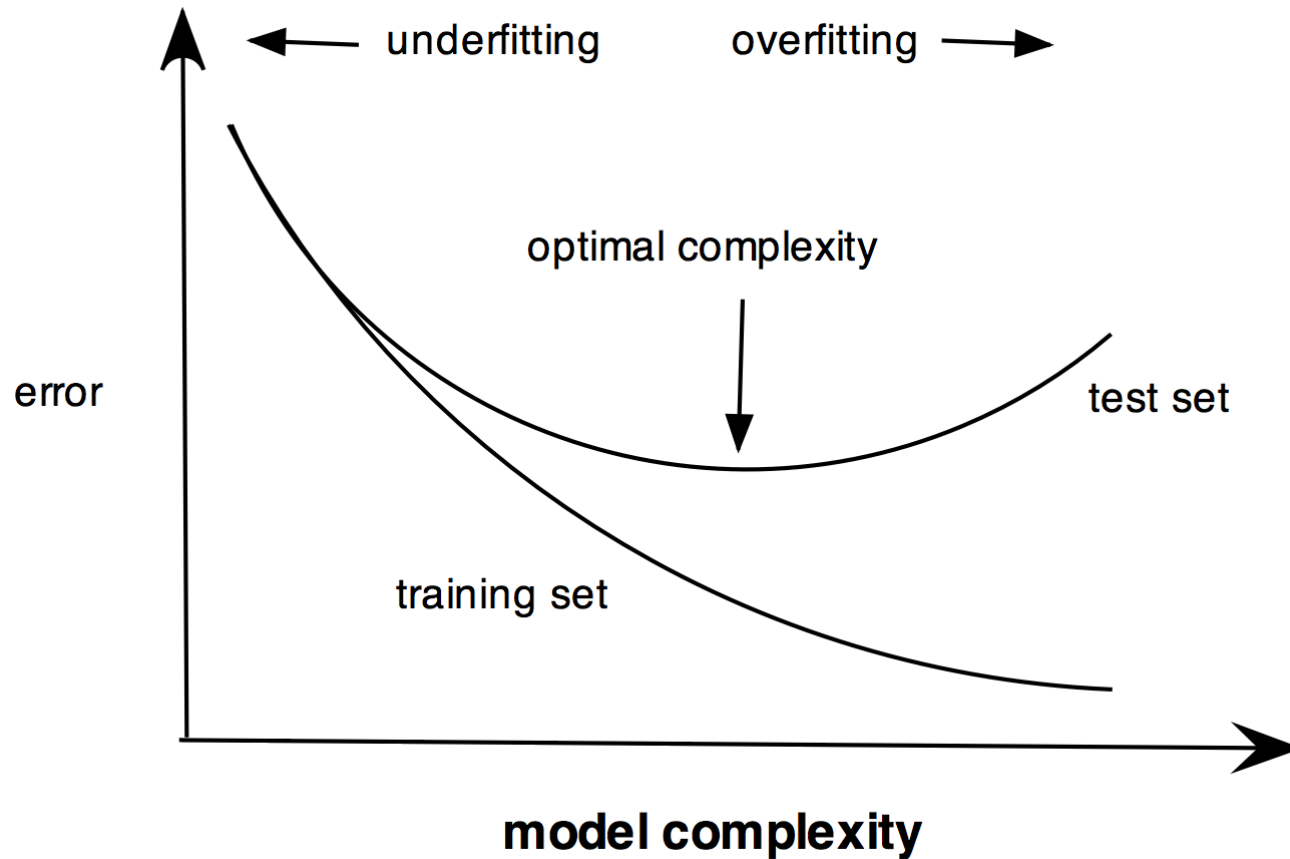 underfitting
overfitting
optimal complexity
error
test set
training set
model complexity